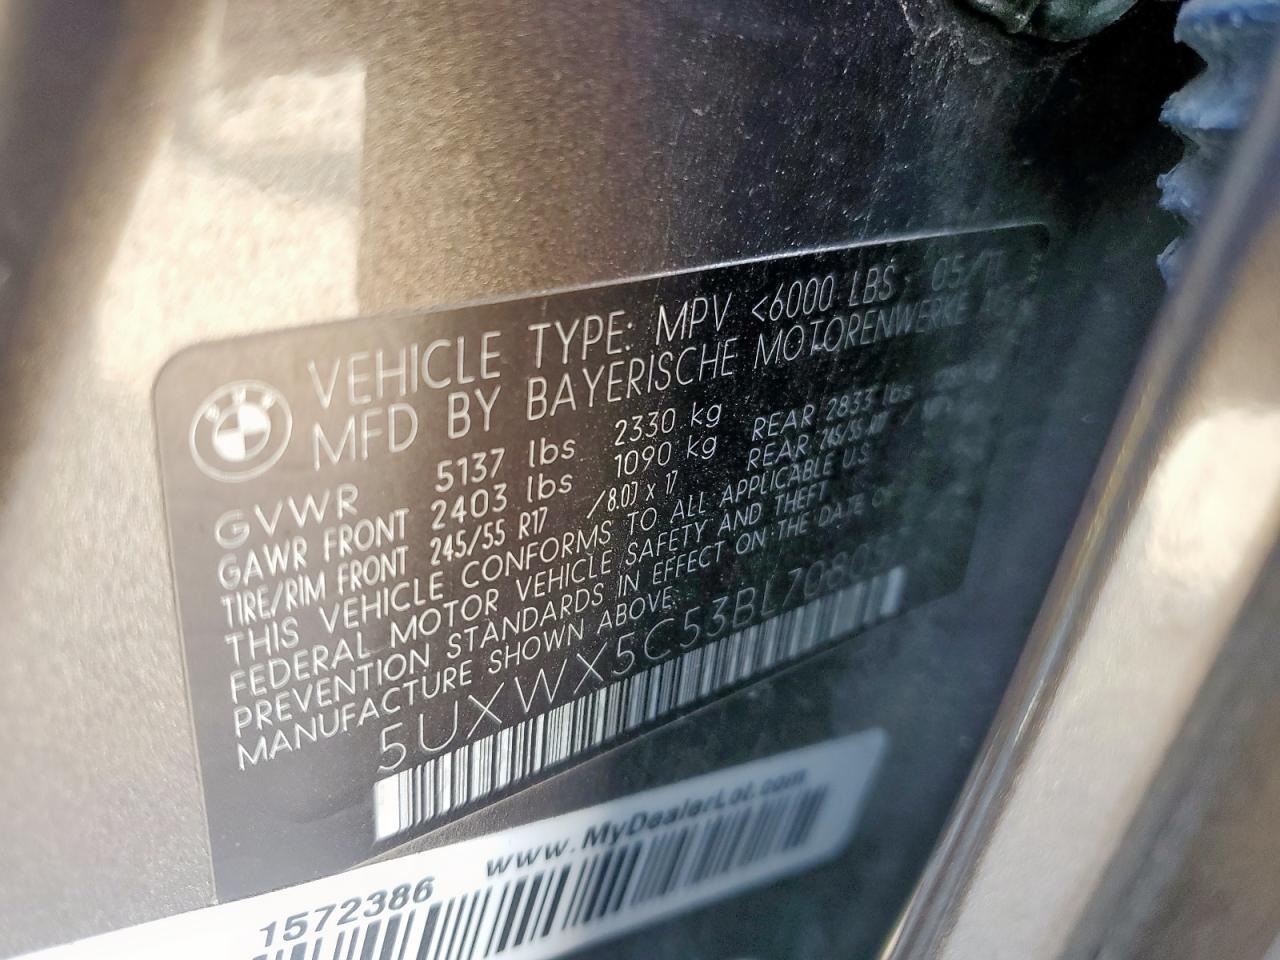 VEHICLE TYPE: MPV <6000 LBS 05/11
MFD BY BAYERISCHE MOTORENWERKE
GVWR 5137 lbs 2330 kg
GAWR FRONT 2403 lbs 1090 kg REAR 2833 lbs
TIRE/RIM FRONT 245/55 R17 /8.0J x 17 REAR 245/55 R17
THIS VEHICLE CONFORMS TO ALL APPLICABLE U.S
FEDERAL MOTOR VEHICLE SAFETY AND THEFT
PREVENTION STANDARDS IN EFFECT ON THE DATE OF
MANUFACTURE SHOWN ABOVE:
5UXWX5C53BL70805
www.MyDealerLot.com
1572386